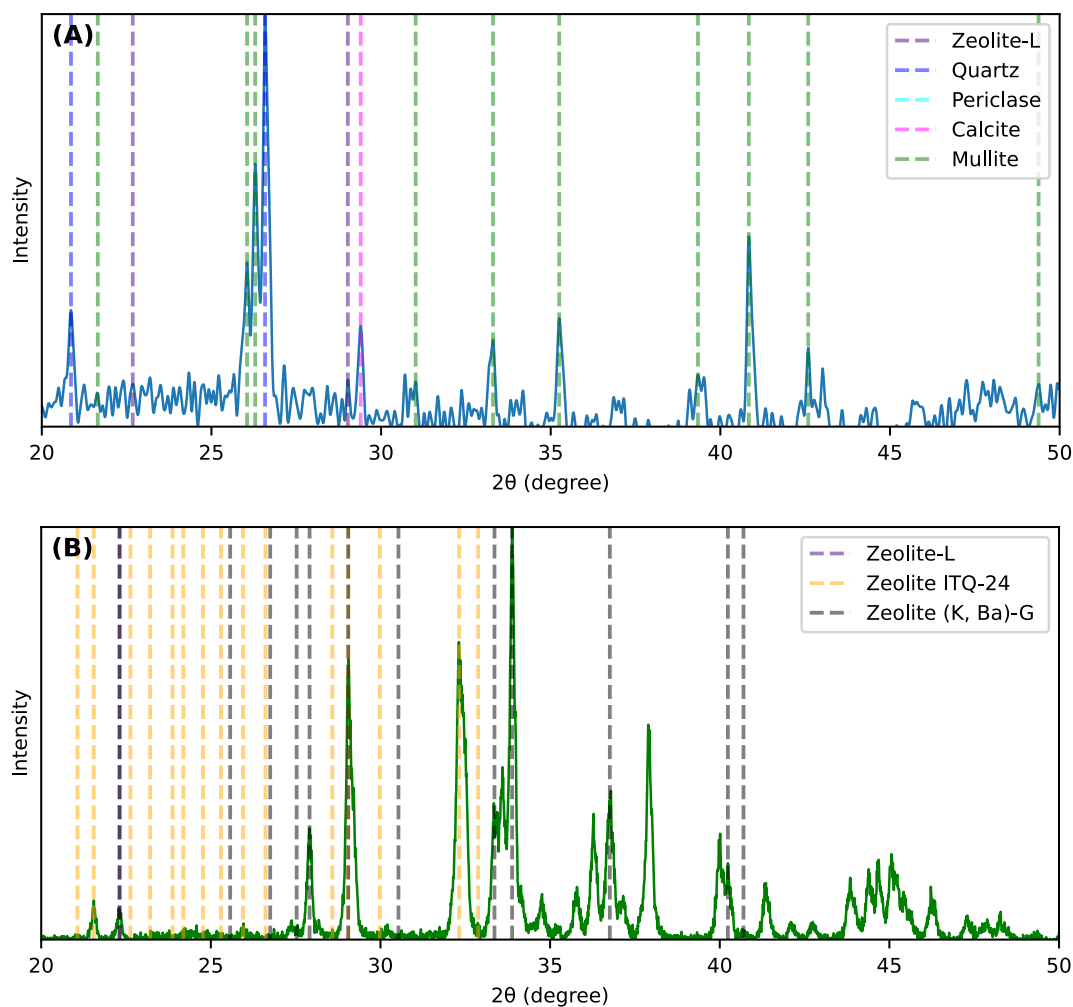 (A)
Zeolite-L
Quartz
Periclase
Calcite
Mullite
Intensity
20 25 30 35 40 45 50
2θ (degree)
(B)
Zeolite-L
Zeolite ITQ-24
Zeolite (K, Ba)-G
Intensity
20 25 30 35 40 45 50
2θ (degree)